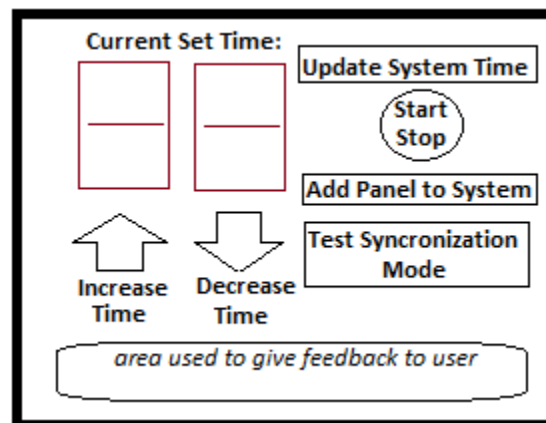 Current Set Time:
Update System Time
Start
Stop
Add Panel to System
Test Syncronization
Mode
Increase
Time
Decrease
Time
area used to give feedback to user